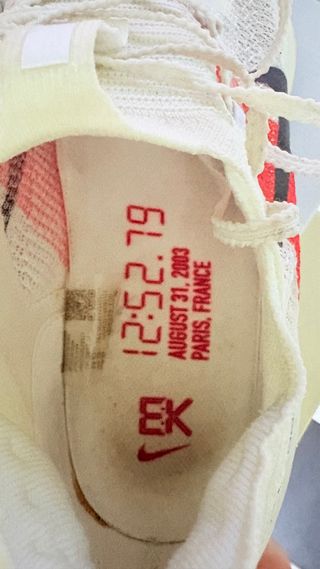 12:52.79
AUGUST 31, 2003
PARIS, FRANCE
EK